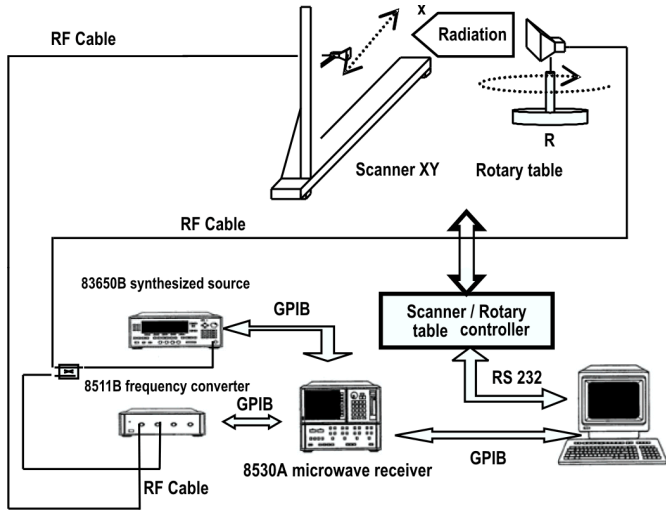 x
RF Cable
Radiation
R
Scanner XY
Rotary table
RF Cable
83650B synthesized source
GPIB
Scanner / Rotary
table controller
RS 232
8511B frequency converter
GPIB
8530A microwave receiver
GPIB
RF Cable